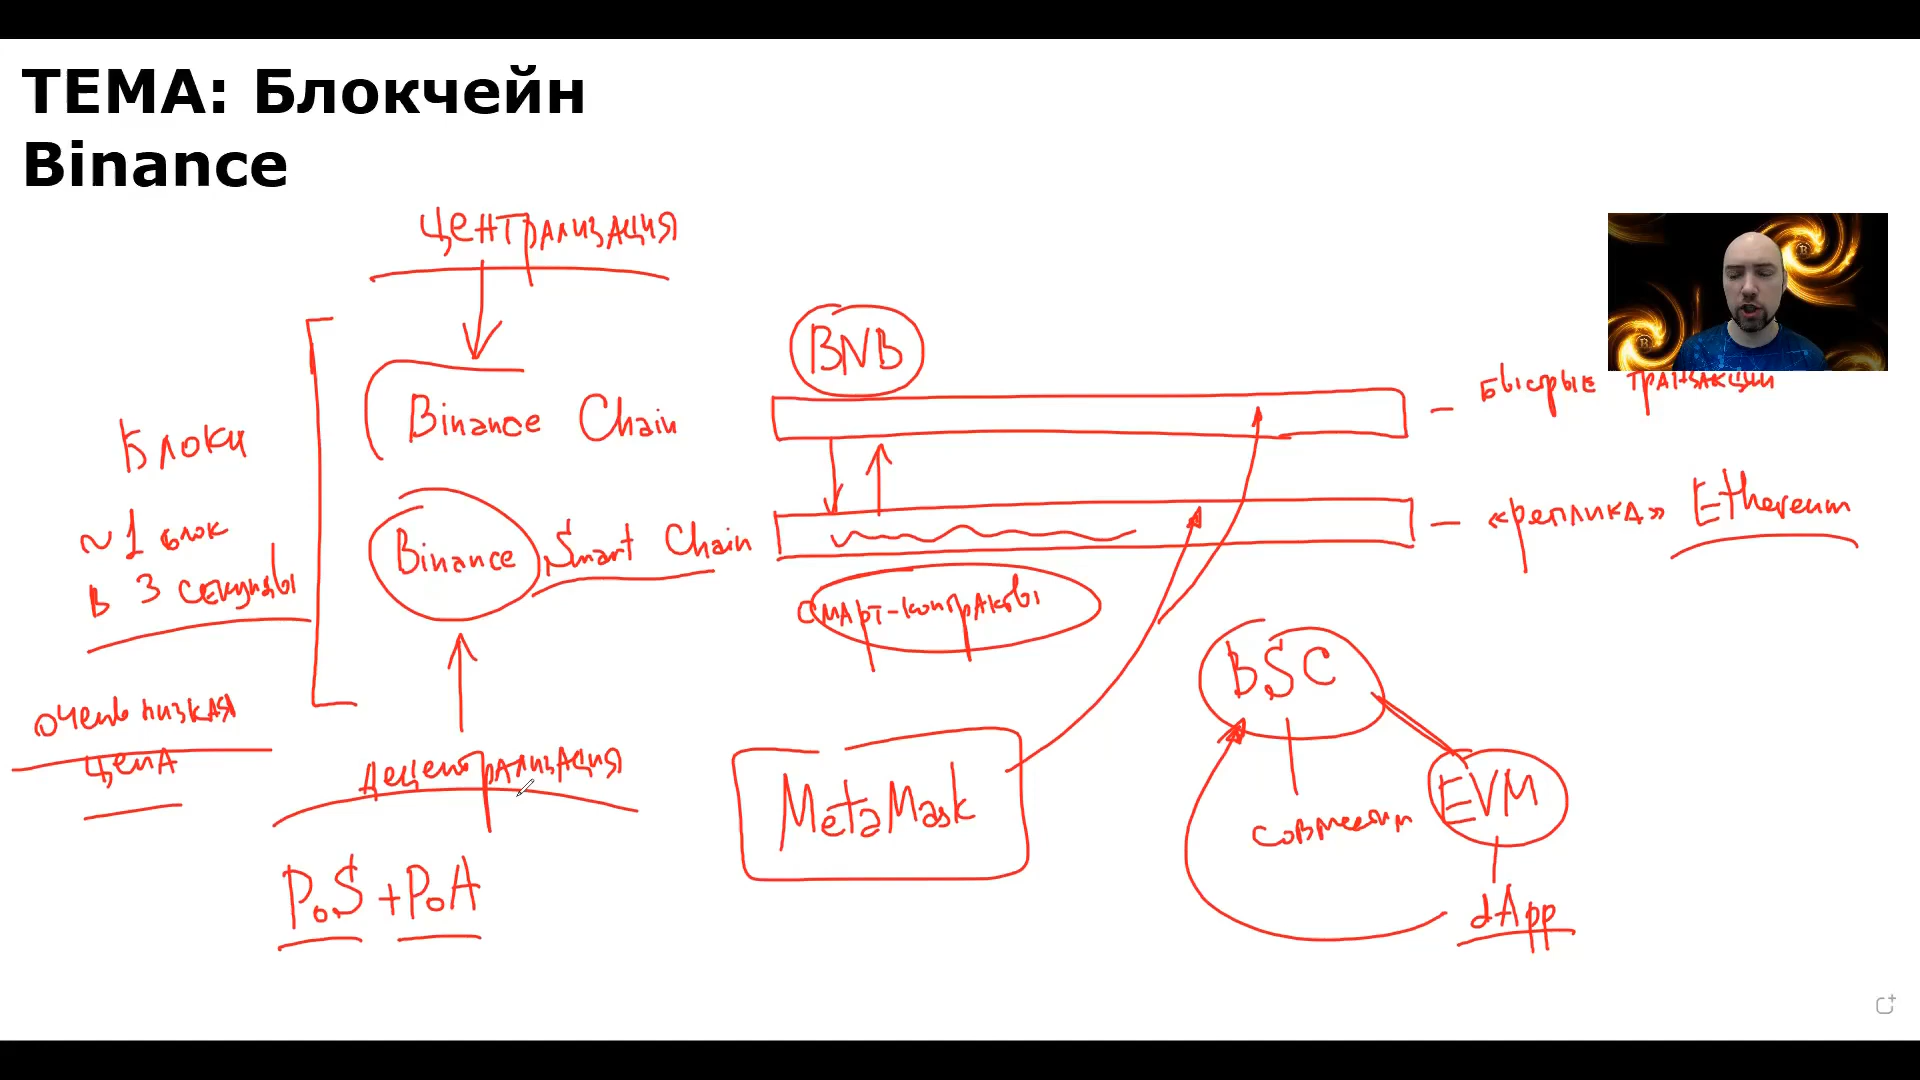 ТЕМА: Блокчейн
Binance
ЦЕНТРАЛИЗАЦИЯ
BNB
Binance Chain
– БЫСТРЫЕ ТРАНЗАКЦИИ
Блоки
~1 блок
в 3 секунды
Binance Smart Chain
– «реплика» Ethereum
СМАРТ-контракты
BSC
очень низкая
ЦЕНА
Децентрализация
MetaMask
EVM
совместим
PoS + PoA
dApp